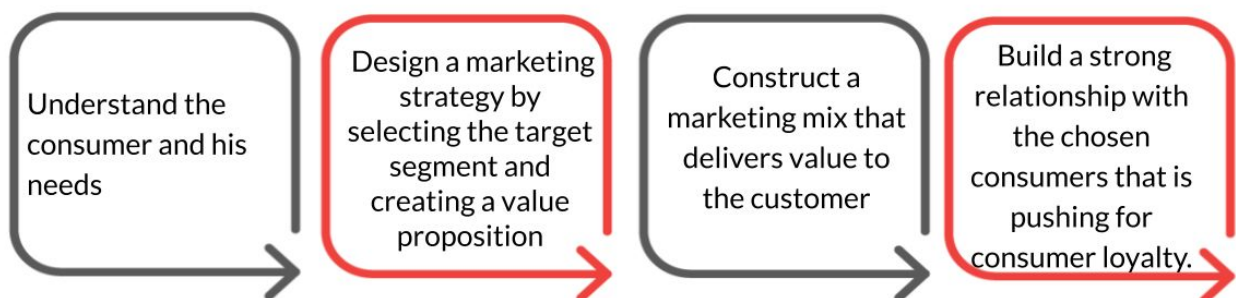 Understand the
consumer and his
needs
Design a marketing
strategy by
selecting the target
segment and
creating a value
proposition
Construct a
marketing mix that
delivers value to
the customer
Build a strong
relationship with
the chosen
consumers that is
pushing for
consumer loyalty.